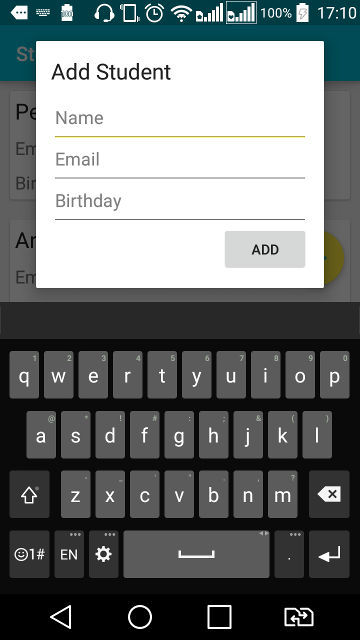 100% 17:10
St
Add Student
Pe
Name
Em
Email
Bir
Birthday
An
ADD
Em
1 2 3 4 5 6 7 8 9 0
q w e r t y u i o p
@ * ! # : ; & ( )
a s d f g h j k l
z x c v b n m
1# EN .